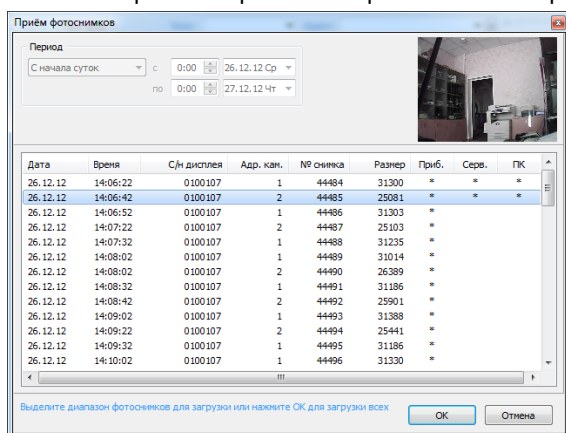 Приём фотоснимков
Период
С начала суток с 0:00 26.12.12 Ср
по 0:00 27.12.12 Чт
Дата Время С/н дисплея Адр. кан. № снимка Размер Приб. Серв. ПК
26.12.12 14:06:22 0100107 1 44484 31300 * * *
26.12.12 14:06:42 0100107 2 44485 25081 * * *
26.12.12 14:06:52 0100107 1 44486 31303 *
26.12.12 14:07:22 0100107 2 44487 25103 *
26.12.12 14:07:32 0100107 1 44488 31235 *
26.12.12 14:08:02 0100107 1 44489 31014 *
26.12.12 14:08:02 0100107 2 44490 26389 *
26.12.12 14:08:32 0100107 1 44491 31186 *
26.12.12 14:08:42 0100107 2 44492 25901 *
26.12.12 14:09:02 0100107 1 44493 31388 *
26.12.12 14:09:22 0100107 2 44494 25441 *
26.12.12 14:09:32 0100107 1 44495 31186 *
26.12.12 14:10:02 0100107 1 44496 31330 *
Выделите диапазон фотоснимков для загрузки или нажмите ОК для загрузки всех
OK Отмена